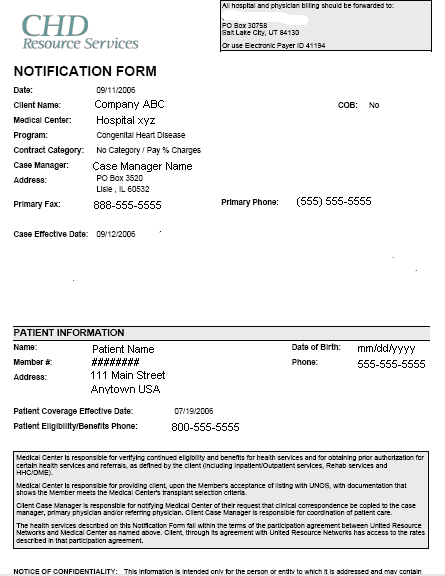 CHD
Resource Services
All hospital and physician billing should be forwarded to:
PO Box 30758
Salt Lake City, UT 84130
Or use Electronic Payer ID 41194
NOTIFICATION FORM
Date: 09/11/2006
Client Name: Company ABC COB: No
Medical Center: Hospital xyz
Program: Congenital Heart Disease
Contract Category: No Category / Pay % Charges
Case Manager: Case Manager Name
Address: PO Box 3520
Lisle , IL 60532
Primary Fax: 888-555-5555 Primary Phone: (555) 555-5555
Case Effective Date: 09/12/2006
PATIENT INFORMATION
Name: Patient Name Date of Birth: mm/dd/yyyy
Member #: ######## Phone: 555-555-5555
Address: 111 Main Street
Anytown USA
Patient Coverage Effective Date: 07/19/2006
Patient Eligibility/Benefits Phone: 800-555-5555
Medical Center is responsible for verifying continued eligibility and benefits for health services and for obtaining prior authorization for
certain health services and referrals, as defined by the client (including Inpatient/Outpatient services, Rehab services and
HHC/DME).
Medical Center is responsible for providing client, upon the Member's acceptance of listing with UNOS, with documentation that
shows the Member meets the Medical Center's transplant selection criteria.
Client Case Manager is responsible for notifying Medical Center of their request that clinical correspondence be copied to the case
manager, primary physician and/or referring physician. Client Case Manager is responsible for coordination of patient care.
The health services described on this Notification Form fall within the terms of the participation agreement between United Resource
Networks and Medical Center as named above. Client, through its agreement with United Resource Networks has access to the rates
described in that participation agreement.
NOTICE OF CONFIDENTIALITY: This information is intended only for the person or entity to which it is addressed and may contain